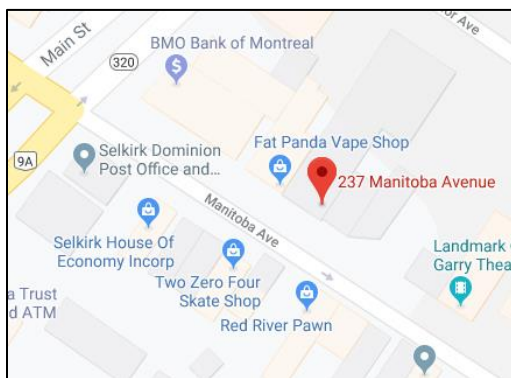 or Ave
Main St
BMO Bank of Montreal
320
$
9A
Selkirk Dominion
Post Office and...
Fat Panda Vape Shop
237 Manitoba Avenue
Manitoba Ave
Selkirk House Of
Economy Incorp
Landmark
Garry Thea
Two Zero Four
Skate Shop
a Trust
d ATM
Red River Pawn